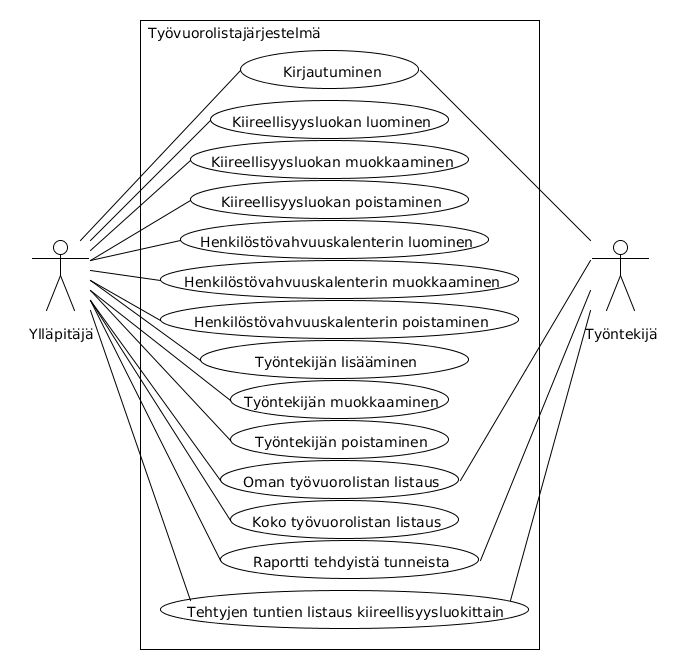 Työvuorolistajärjestelmä
Kirjautuminen
Kiireellisyysluokan luominen
Kiireellisyysluokan muokkaaminen
Kiireellisyysluokan poistaminen
Henkilöstövahvuuskalenterin luominen
Henkilöstövahvuuskalenterin muokkaaminen
Henkilöstövahvuuskalenterin poistaminen
Ylläpitäjä
Työntekijä
Työntekijän lisääminen
Työntekijän muokkaaminen
Työntekijän poistaminen
Oman työvuorolistan listaus
Koko työvuorolistan listaus
Raportti tehdyistä tunneista
Tehtyjen tuntien listaus kiireellisyysluokittain